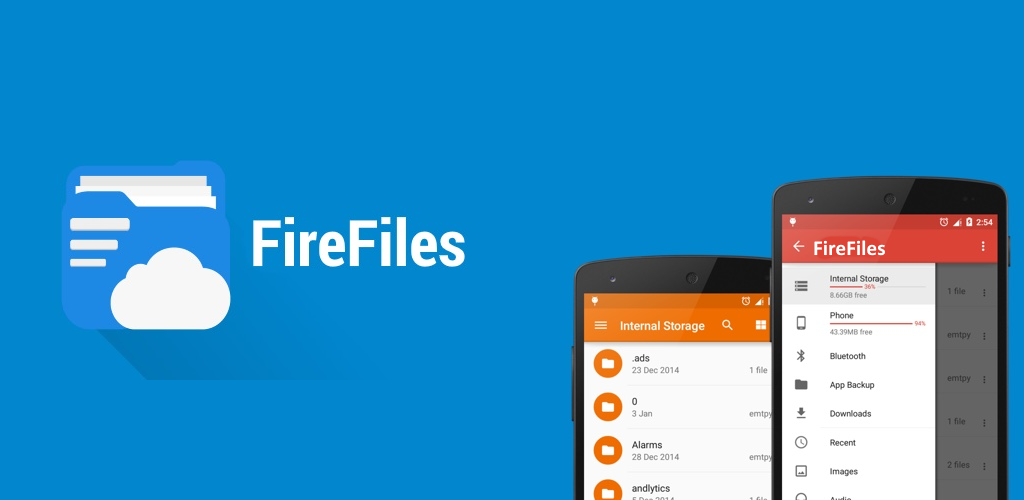 FireFiles
Internal Storage
.ads
23 Dec 2014
1 file
0
3 Jan
emtpy
Alarms
28 Dec 2014
emtpy
andlytics
2:54
FireFiles
Internal Storage
36%
8.66GB free
Phone
94%
43.39MB free
Bluetooth
App Backup
Downloads
Recent
Images
Audio
1 file
emtpy
emtpy
1 file
2 files